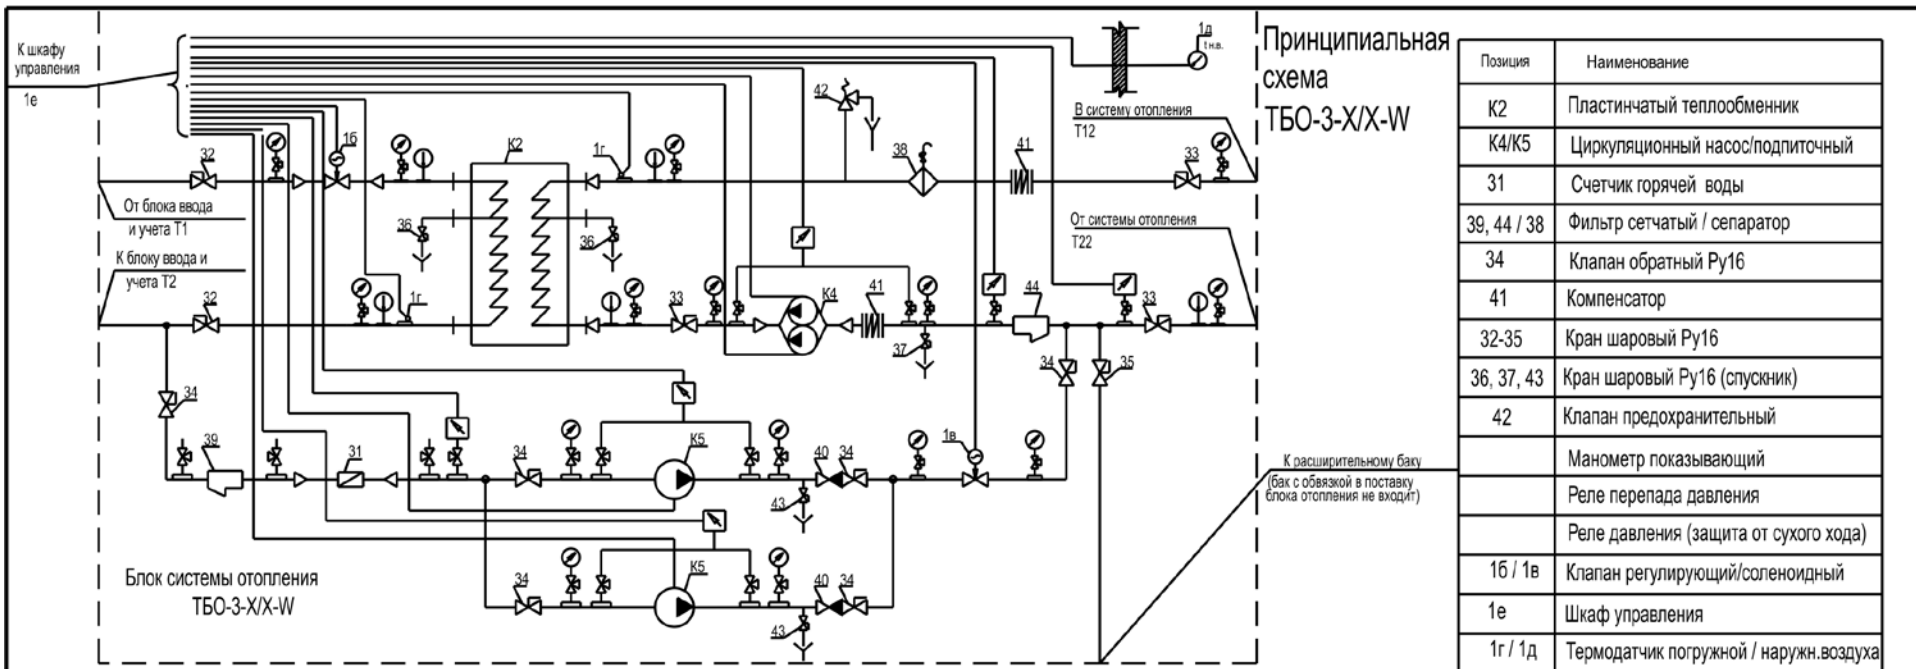 К шкафу
управления
1е
1д
t н.в.
Принципиальная
схема
ТБО-3-Х/Х-W
В систему отопления
Т12
42
1б
32
К2
1г
38
41
33
От блока ввода
и учета Т1
От системы отопления
Т22
36
36
К блоку ввода и
учета Т2
32
1г
33
К4
41
37
44
33
34
35
34
39
31
34
К5
40
34
1в
43
К расширительному баку
(бак с обвязкой в поставку
блока отопления не входит)
34
К5
40
34
43
Блок системы отопления
ТБО-3-Х/Х-W
Позиция Наименование
К2 Пластинчатый теплообменник
К4/К5 Циркуляционный насос/подпиточный
31 Счетчик горячей воды
39, 44 / 38 Фильтр сетчатый / сепаратор
34 Клапан обратный Ру16
41 Компенсатор
32-35 Кран шаровый Ру16
36, 37, 43 Кран шаровый Ру16 (спускник)
42 Клапан предохранительный
Манометр показывающий
Реле перепада давления
Реле давления (защита от сухого хода)
1б / 1в Клапан регулирующий/соленоидный
1е Шкаф управления
1г / 1д Термодатчик погружной / наружн.воздуха